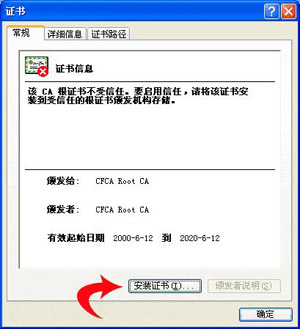 证书
常规 详细信息 证书路径
证书信息
该 CA 根证书不受信任。要启用信任，请将该证书安
装到受信任的根证书颁发机构存储。
颁发给: CFCA Root CA
颁发者: CFCA Root CA
有效起始日期 2000-6-12 到 2020-6-12
安装证书(I)... 颁发者说明(S)
确定